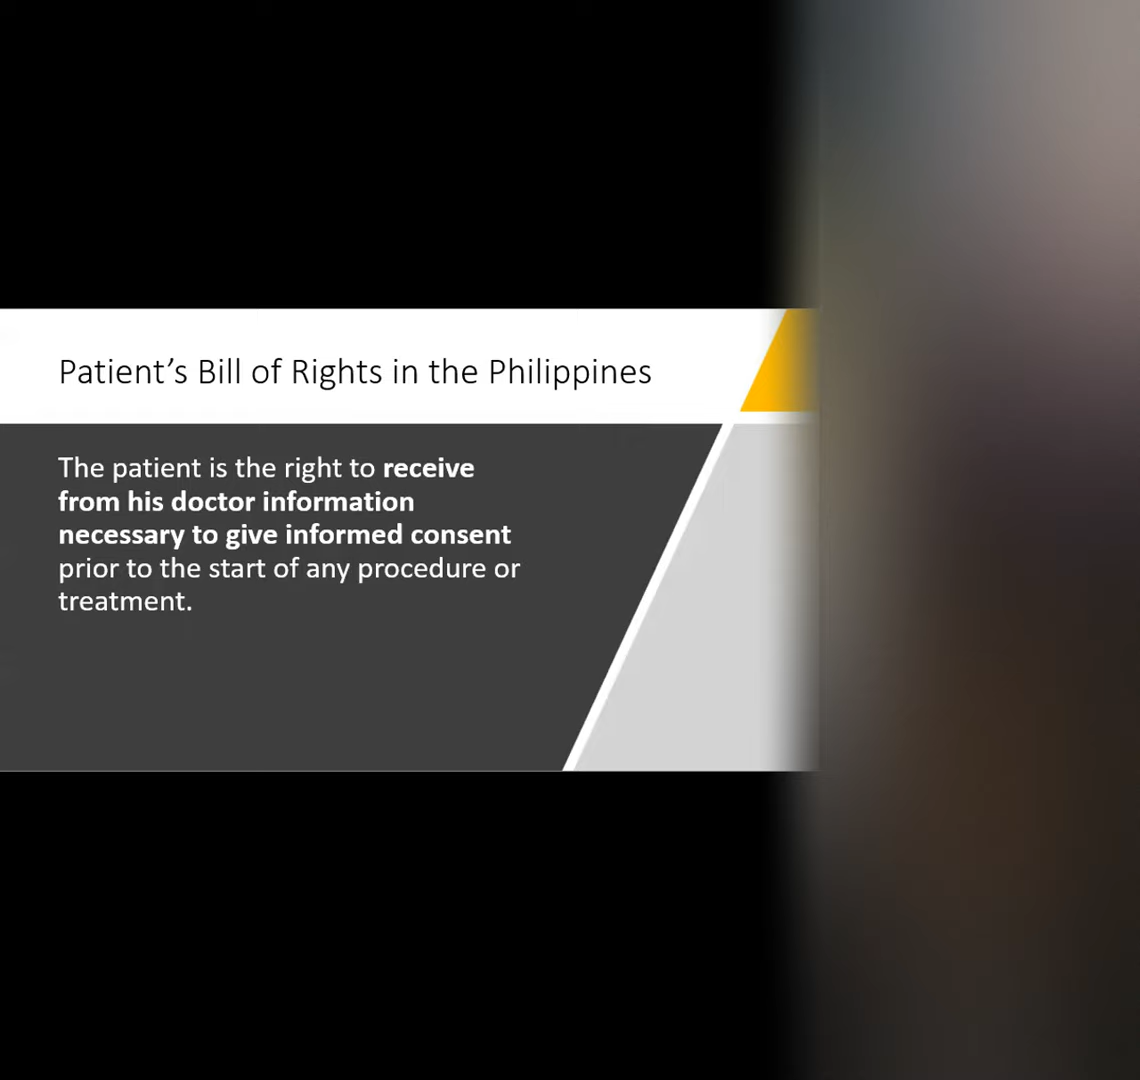 Patient’s Bill of Rights in the Philippines
The patient is the right to receive
from his doctor information
necessary to give informed consent
prior to the start of any procedure or
treatment.